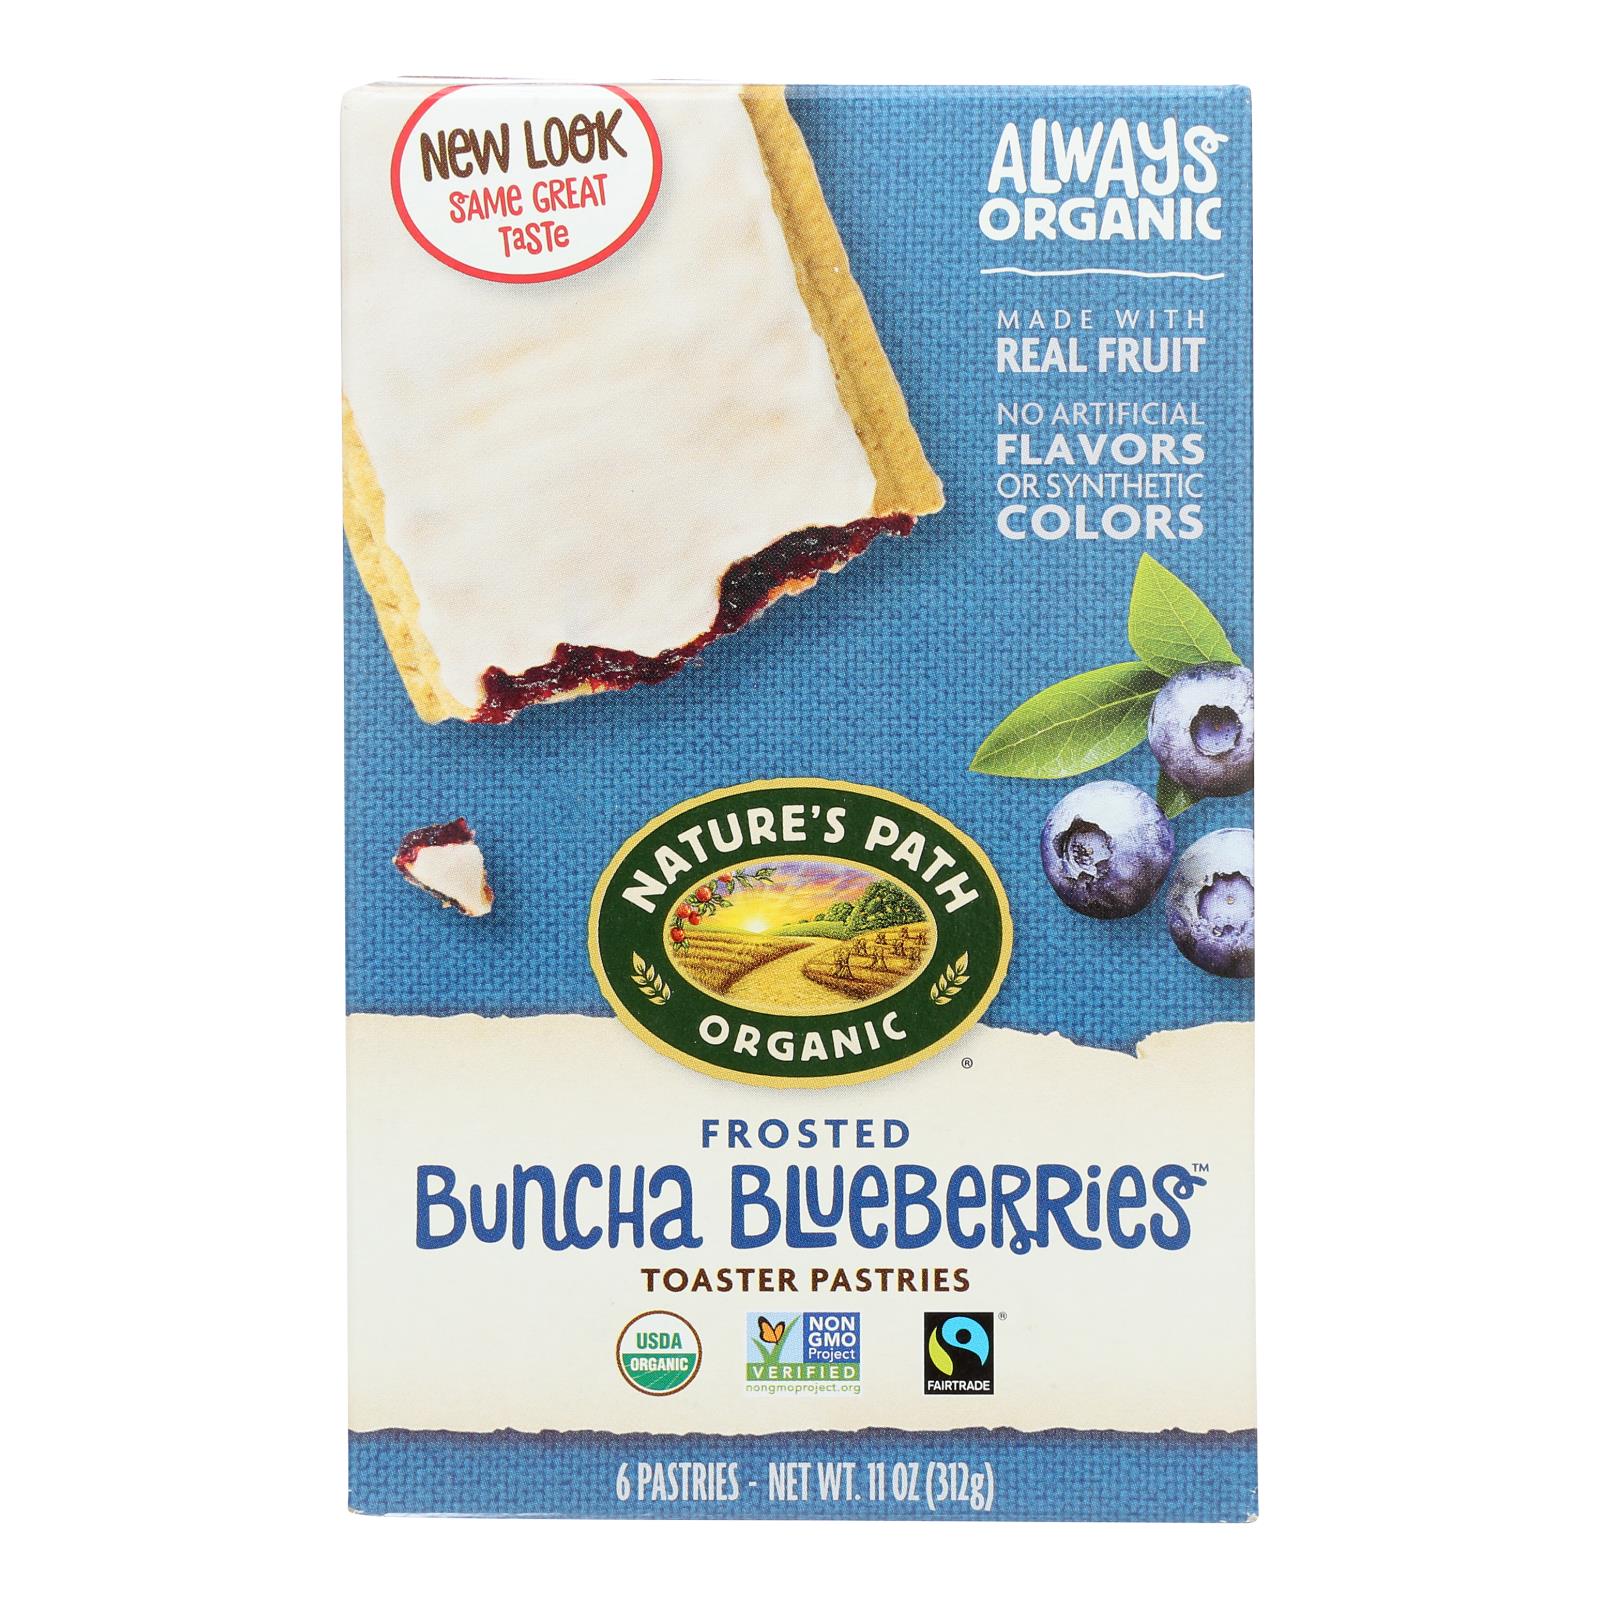 NEW LOOK
SAME GREAT
TASTE
ALWAYS
ORGANIC
MADE WITH
REAL FRUIT
NO ARTIFICIAL
FLAVORS
OR SYNTHETIC
COLORS
NATURE'S PATH
ORGANIC
®
FROSTED
BUNCHA BLUEBERRIES™
TOASTER PASTRIES
USDA
ORGANIC
NON
GMO
Project
VERIFIED
nongmoproject.org
®
FAIRTRADE
6 PASTRIES - NET WT. 11 OZ (312g)